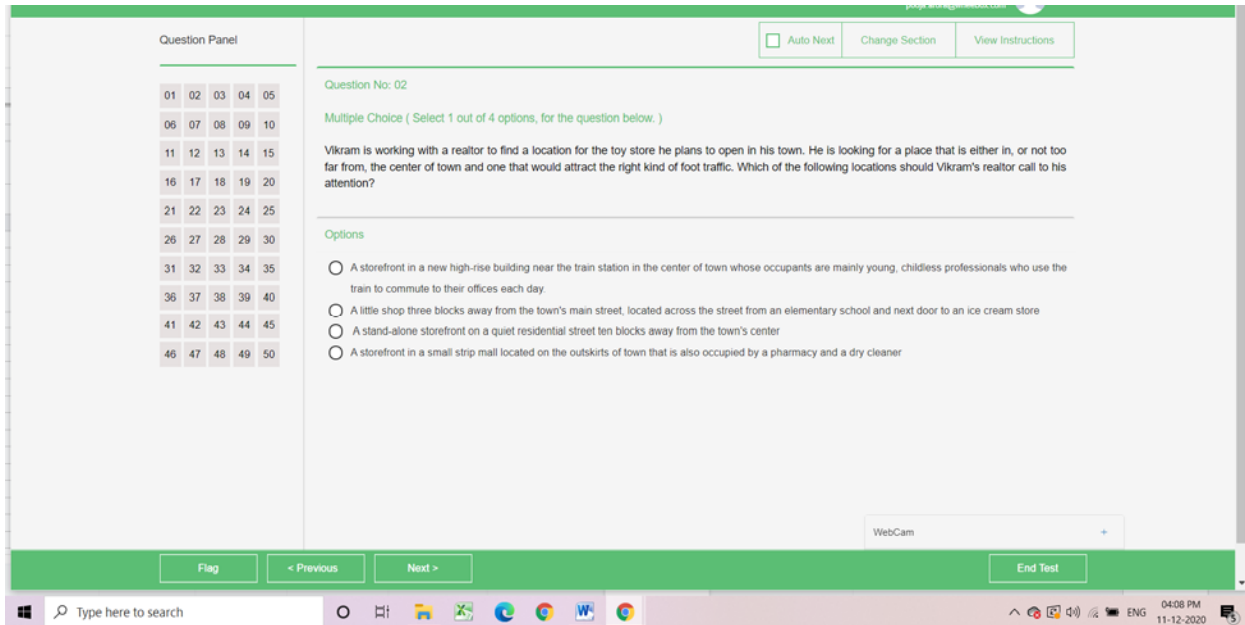 Question Panel
Auto Next
Change Section
View Instructions
01 02 03 04 05
06 07 08 09 10
11 12 13 14 15
16 17 18 19 20
21 22 23 24 25
26 27 28 29 30
31 32 33 34 35
36 37 38 39 40
41 42 43 44 45
46 47 48 49 50
Question No: 02
Multiple Choice ( Select 1 out of 4 options, for the question below. )
Vikram is working with a realtor to find a location for the toy store he plans to open in his town. He is looking for a place that is either in, or not too
far from, the center of town and one that would attract the right kind of foot traffic. Which of the following locations should Vikram's realtor call to his
attention?
Options
A storefront in a new high-rise building near the train station in the center of town whose occupants are mainly young, childless professionals who use the
train to commute to their offices each day.
A little shop three blocks away from the town's main street, located across the street from an elementary school and next door to an ice cream store
A stand-alone storefront on a quiet residential street ten blocks away from the town's center
A storefront in a small strip mall located on the outskirts of town that is also occupied by a pharmacy and a dry cleaner
WebCam +
Flag
< Previous
Next >
End Test
Type here to search
ENG
04:08 PM
11-12-2020